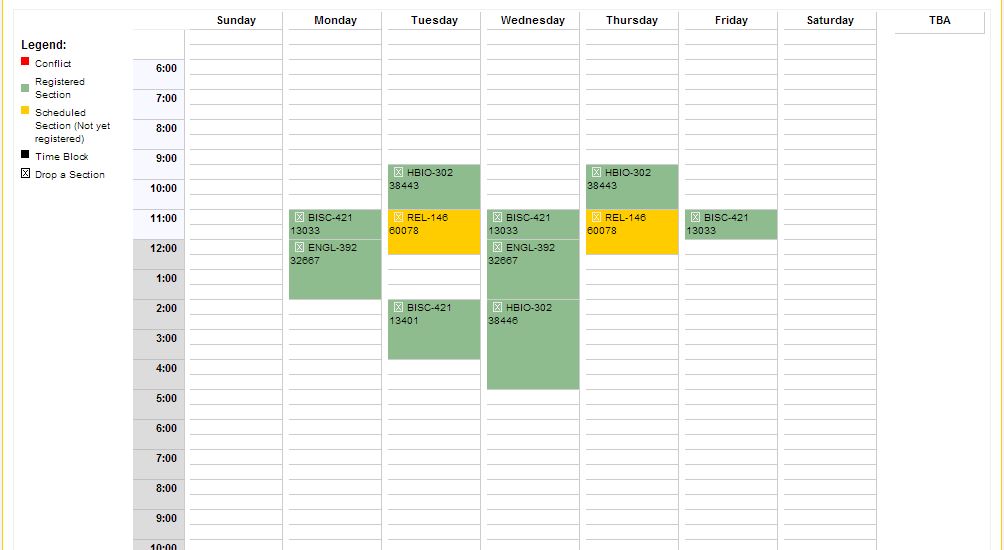 Sunday Monday Tuesday Wednesday Thursday Friday Saturday TBA
Legend:
Conflict
Registered
Section
Scheduled
Section (Not yet
registered)
Time Block
Drop a Section
6:00
7:00
8:00
9:00
HBIO-302 HBIO-302
10:00 38443 38443
11:00 BISC-421 REL-146 BISC-421 REL-146 BISC-421
13033 60078 13033 60078 13033
12:00 ENGL-392 ENGL-392
32667 32667
1:00
2:00 BISC-421 HBIO-302
13401 38446
3:00
4:00
5:00
6:00
7:00
8:00
9:00
10:00